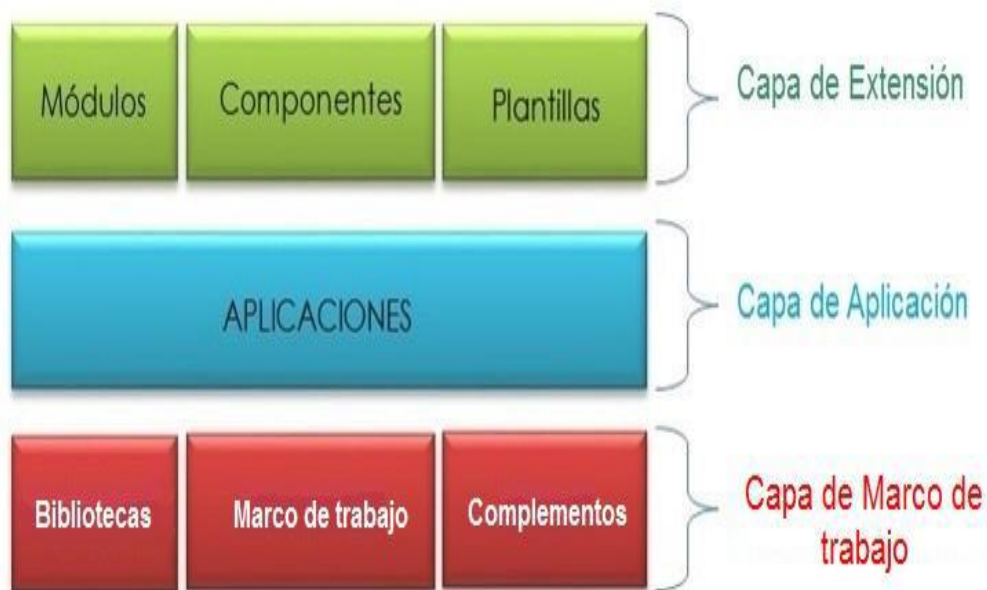 Módulos
Componentes
Plantillas
Capa de Extensión
APLICACIONES
Capa de Aplicación
Bibliotecas
Marco de trabajo
Complementos
Capa de Marco de
trabajo